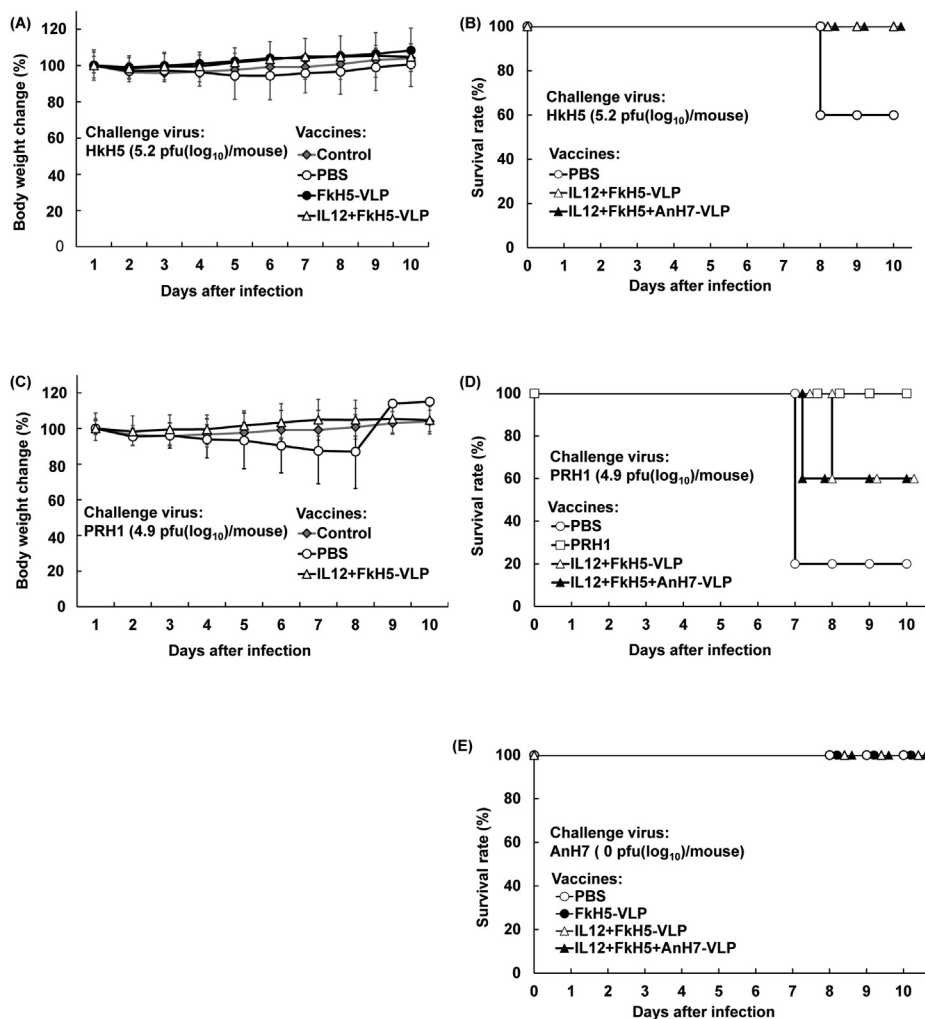 (A)
Body weight change (%)
120
100
80
60
40
20
0
Challenge virus:
HkH5 (5.2 pfu(log10)/mouse)
Vaccines:
Control
PBS
FkH5-VLP
IL12+FkH5-VLP
1 2 3 4 5 6 7 8 9 10
Days after infection
(B)
Survival rate (%)
100
80
60
40
20
0
Challenge virus:
HkH5 (5.2 pfu(log10)/mouse)
Vaccines:
PBS
IL12+FkH5-VLP
IL12+FkH5+AnH7-VLP
0 1 2 3 4 5 6 7 8 9 10
Days after infection
(C)
Body weight change (%)
120
100
80
60
40
20
0
Challenge virus:
PRH1 (4.9 pfu(log10)/mouse)
Vaccines:
Control
PBS
IL12+FkH5-VLP
1 2 3 4 5 6 7 8 9 10
Days after infection
(D)
Survival rate (%)
100
80
60
40
20
0
Challenge virus:
PRH1 (4.9 pfu(log10)/mouse)
Vaccines:
PBS
PRH1
IL12+FkH5-VLP
IL12+FkH5+AnH7-VLP
0 1 2 3 4 5 6 7 8 9 10
Days after infection
(E)
Survival rate (%)
100
80
60
40
20
0
Challenge virus:
AnH7 ( 0 pfu(log10)/mouse)
Vaccines:
PBS
FkH5-VLP
IL12+FkH5-VLP
IL12+FkH5+AnH7-VLP
0 1 2 3 4 5 6 7 8 9 10
Days after infection